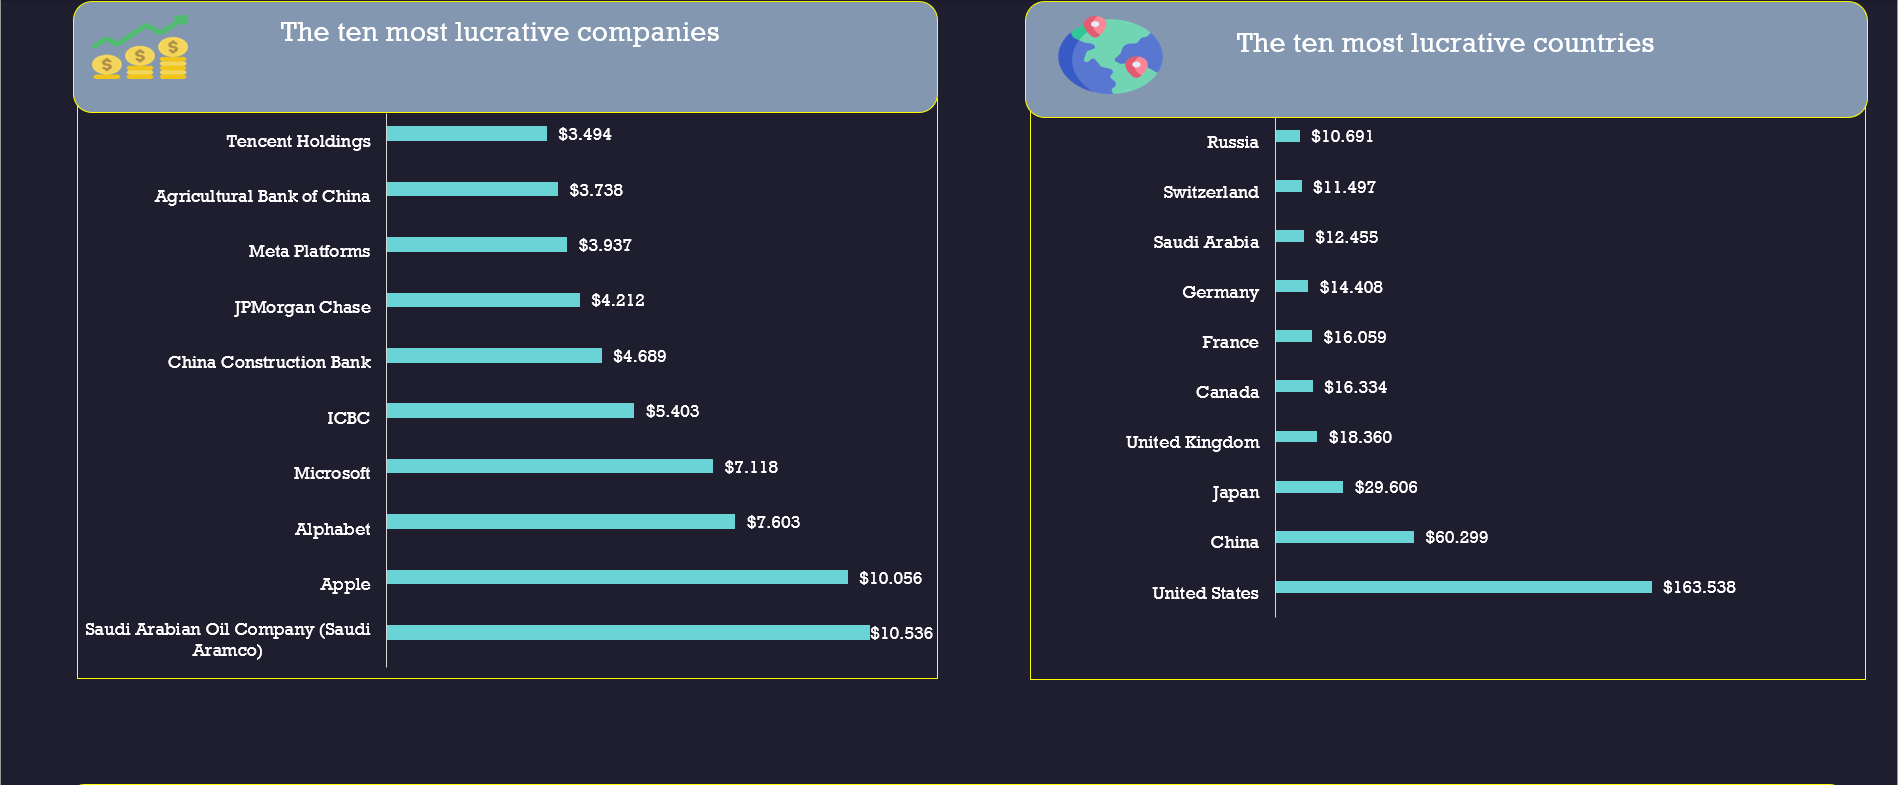 The ten most lucrative companies
Tencent Holdings $3.494
Agricultural Bank of China $3.738
Meta Platforms $3.937
JPMorgan Chase $4.212
China Construction Bank $4.689
ICBC $5.403
Microsoft $7.118
Alphabet $7.603
Apple $10.056
Saudi Arabian Oil Company (Saudi
Aramco) $10.536
The ten most lucrative countries
Russia $10.691
Switzerland $11.497
Saudi Arabia $12.455
Germany $14.408
France $16.059
Canada $16.334
United Kingdom $18.360
Japan $29.606
China $60.299
United States $163.538